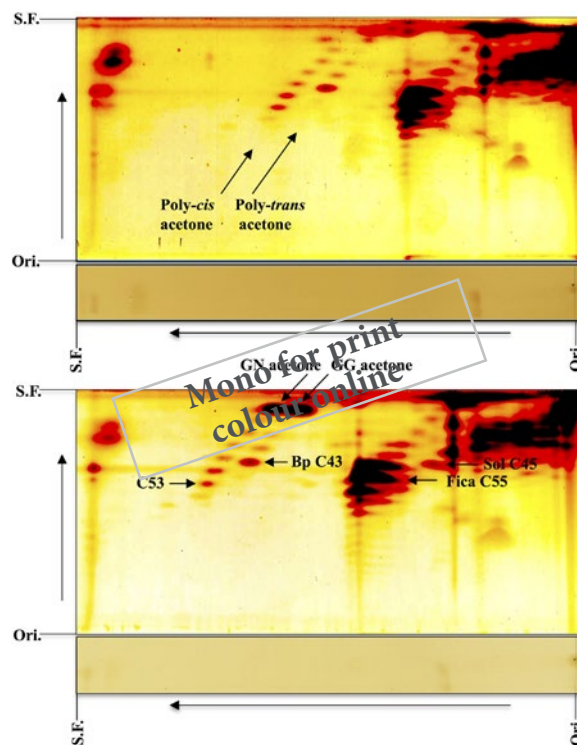 S.F.
Poly-cis
acetone
Poly-trans
acetone
Ori.
S.F.
Ori.
Mono for print
colour online
GN acetone
GG acetone
S.F.
Bp C43
Sol C45
C53
Fica C55
Ori.
S.F.
Ori.